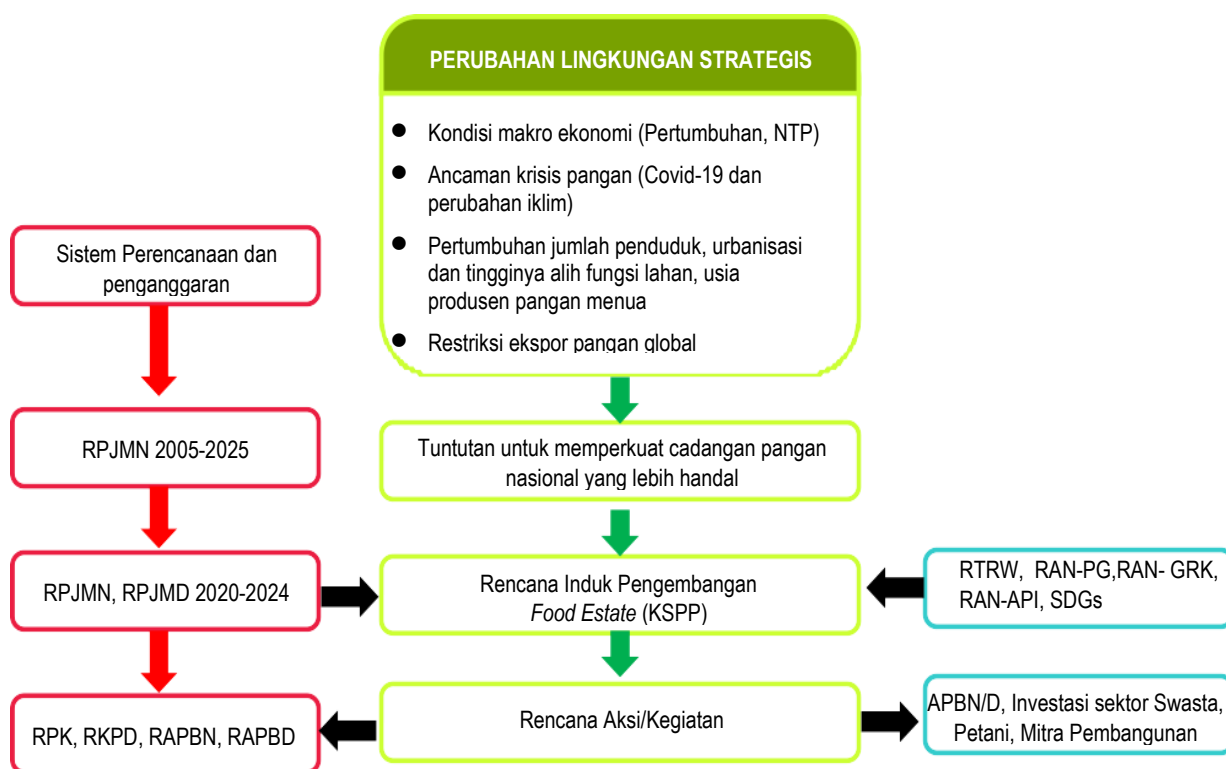 PERUBAHAN LINGKUNGAN STRATEGIS
● Kondisi makro ekonomi (Pertumbuhan, NTP)
● Ancaman krisis pangan (Covid-19 dan
perubahan iklim)
● Pertumbuhan jumlah penduduk, urbanisasi
dan tingginya alih fungsi lahan, usia
produsen pangan menua
● Restriksi ekspor pangan global
Sistem Perencanaan dan
penganggaran
RPJMN 2005-2025
Tuntutan untuk memperkuat cadangan pangan
nasional yang lebih handal
RPJMN, RPJMD 2020-2024
Rencana Induk Pengembangan
Food Estate (KSPP)
RTRW, RAN-PG,RAN- GRK,
RAN-API, SDGs
RPK, RKPD, RAPBN, RAPBD
Rencana Aksi/Kegiatan
APBN/D, Investasi sektor Swasta,
Petani, Mitra Pembangunan